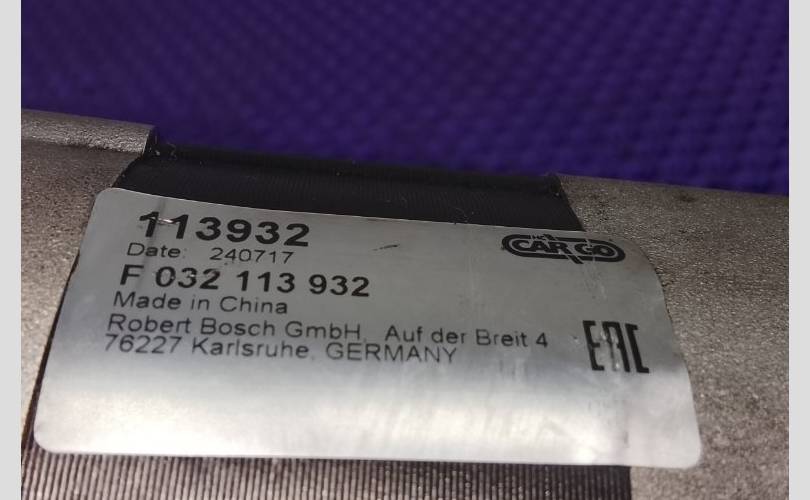 113932
HC
CARGO
Date: 240717
F 032 113 932
Made in China
Robert Bosch GmbH, Auf der Breit 4
76227 Karlsruhe, GERMANY
EAC